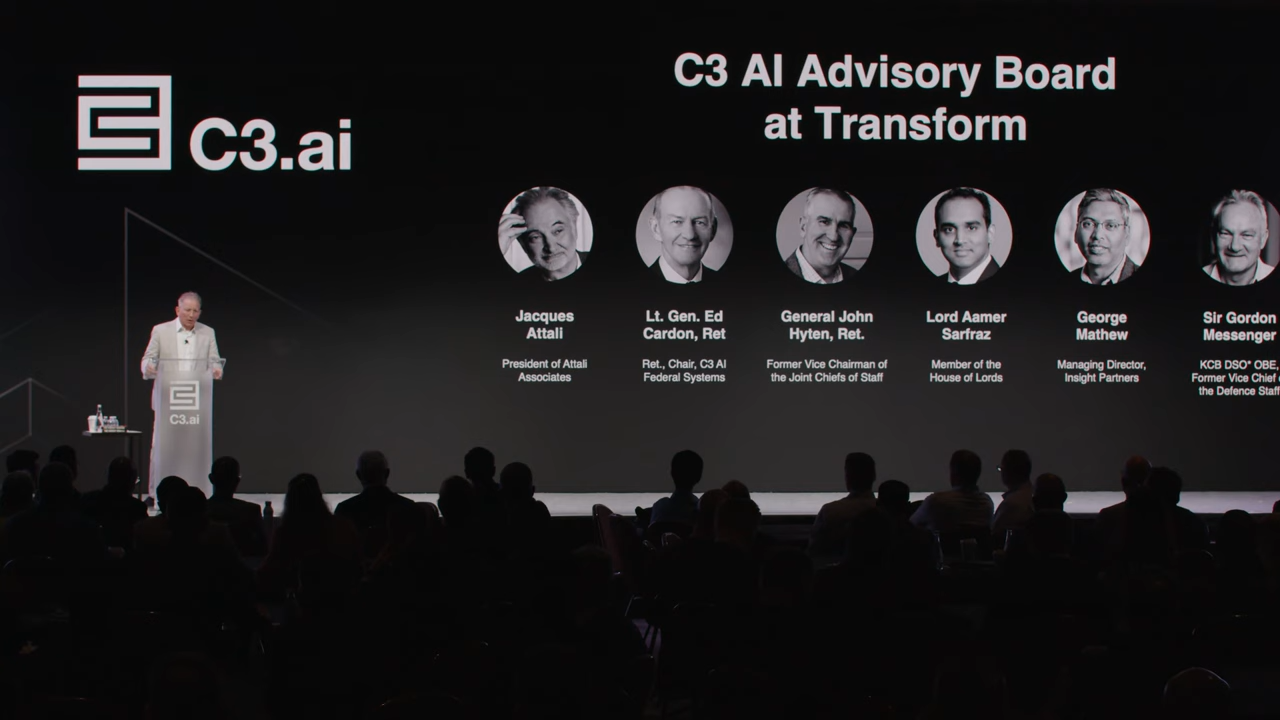 C3.ai
C3 AI Advisory Board
at Transform
Jacques
Attali
President of Attali
Associates
Lt. Gen. Ed
Cardon, Ret
Ret., Chair, C3 AI
Federal Systems
General John
Hyten, Ret.
Former Vice Chairman of
the Joint Chiefs of Staff
Lord Aamer
Sarfraz
Member of the
House of Lords
George
Mathew
Managing Director,
Insight Partners
Sir Gordon
Messenger
KCB DSO* OBE,
Former Vice Chief
the Defence Staff
C3.ai